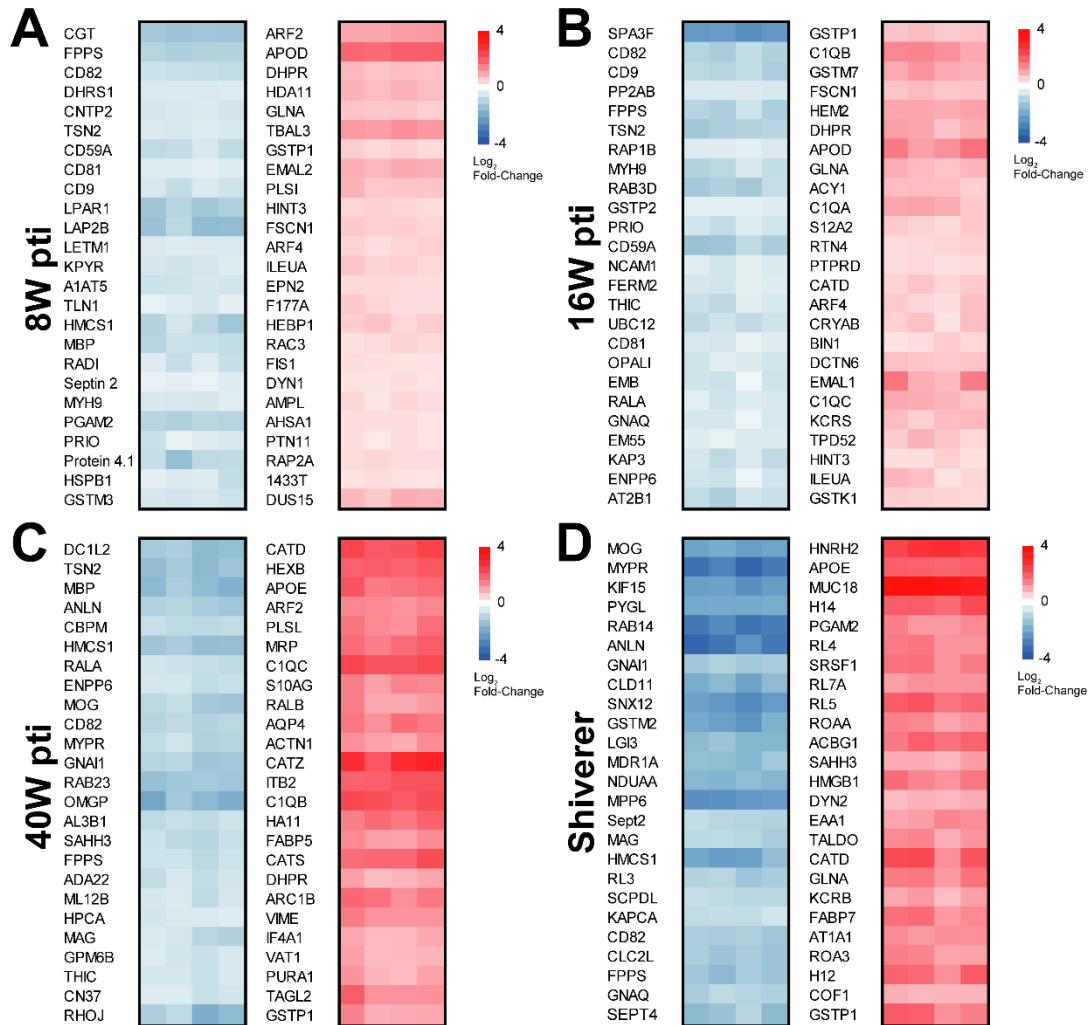 A
8W pti
CGT
FPPS
CD82
DHRS1
CNTP2
TSN2
CD59A
CD81
CD9
LPAR1
LAP2B
LETM1
KPYR
A1AT5
TLN1
HMCS1
MBP
RADI
Septin 2
MYH9
PGAM2
PRIO
Protein 4.1
HSPB1
GSTM3
ARF2
APOD
DHPR
HDA11
GLNA
TBAL3
GSTP1
EMAL2
PLSI
HINT3
FSCN1
ARF4
ILEUA
EPN2
F177A
HEBP1
RAC3
FIS1
DYN1
AMPL
AHSA1
PTN11
RAP2A
1433T
DUS15
4
0
-4
Log2
Fold-Change
B
16W pti
SPA3F
CD82
CD9
PP2AB
FPPS
TSN2
RAP1B
MYH9
RAB3D
GSTP2
PRIO
CD59A
NCAM1
FERM2
THIC
UBC12
CD81
OPALI
EMB
RALA
GNAQ
EM55
KAP3
ENPP6
AT2B1
GSTP1
C1QB
GSTM7
FSCN1
HEM2
DHPR
APOD
GLNA
ACY1
C1QA
S12A2
RTN4
PTPRD
CATD
ARF4
CRYAB
BIN1
DCTN6
EMAL1
C1QC
KCRS
TPD52
HINT3
ILEUA
GSTK1
4
0
-4
Log2
Fold-Change
C
40W pti
DC1L2
TSN2
MBP
ANLN
CBPM
HMCS1
RALA
ENPP6
MOG
CD82
MYPR
GNAI1
RAB23
OMGP
AL3B1
SAHH3
FPPS
ADA22
ML12B
HPCA
MAG
GPM6B
THIC
CN37
RHOJ
CATD
HEXB
APOE
ARF2
PLSL
MRP
C1QC
S10AG
RALB
AQP4
ACTN1
CATZ
ITB2
C1QB
HA11
FABP5
CATS
DHPR
ARC1B
VIME
IF4A1
VAT1
PURA1
TAGL2
GSTP1
4
0
-4
Log2
Fold-Change
D
Shiverer
MOG
MYPR
KIF15
PYGL
RAB14
ANLN
GNAI1
CLD11
SNX12
GSTM2
LGI3
MDR1A
NDUAA
MPP6
Sept2
MAG
HMCS1
RL3
SCPDL
KAPCA
CD82
CLC2L
FPPS
GNAQ
SEPT4
HNRH2
APOE
MUC18
H14
PGAM2
RL4
SRSF1
RL7A
RL5
ROAA
ACBG1
SAHH3
HMGB1
DYN2
EAA1
TALDO
CATD
GLNA
KCRB
FABP7
AT1A1
ROA3
H12
COF1
GSTP1
4
0
-4
Log2
Fold-Change